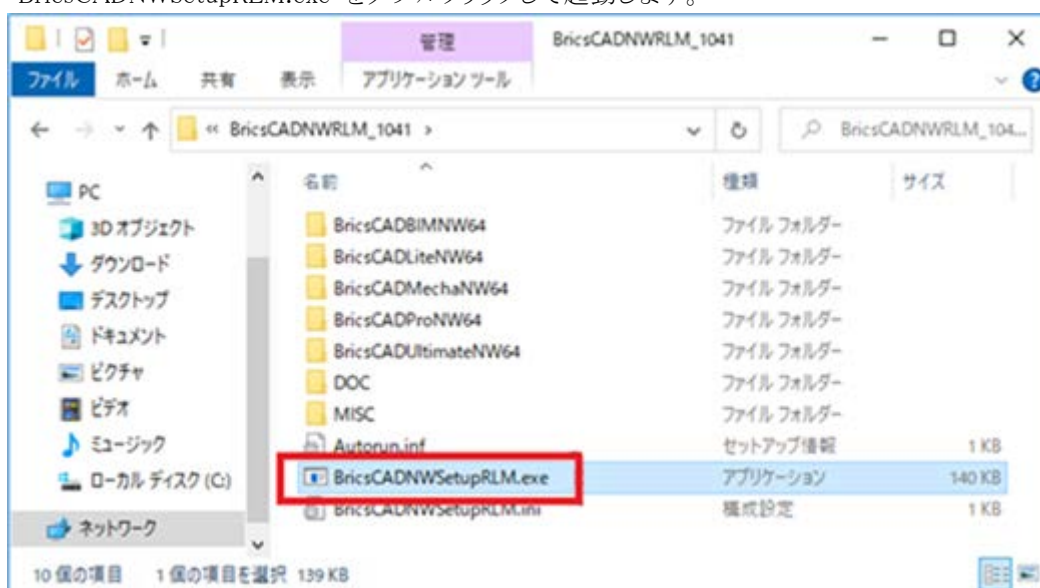 "BricsCADNWSetupRLM.exe"をダブルクリックして起動します。
管理 BricsCADNWRLM_1041
ファイル ホーム 共有 表示 アプリケーション ツール
« BricsCADNWRLM_1041 › BricsCADNWRLM_104...
名前 種類 サイズ
PC
3D オブジェクト
ダウンロード
デスクトップ
ドキュメント
ピクチャ
ビデオ
ミュージック
ローカル ディスク (C:)
ネットワーク
BricsCADBIMNW64 ファイル フォルダー
BricsCADLiteNW64 ファイル フォルダー
BricsCADMechaNW64 ファイル フォルダー
BricsCADProNW64 ファイル フォルダー
BricsCADUltimateNW64 ファイル フォルダー
DOC ファイル フォルダー
MISC ファイル フォルダー
Autorun.inf セットアップ情報 1 KB
BricsCADNWSetupRLM.exe アプリケーション 140 KB
BricsCADNWSetupRLM.ini 構成設定 1 KB
10 個の項目 1 個の項目を選択 139 KB